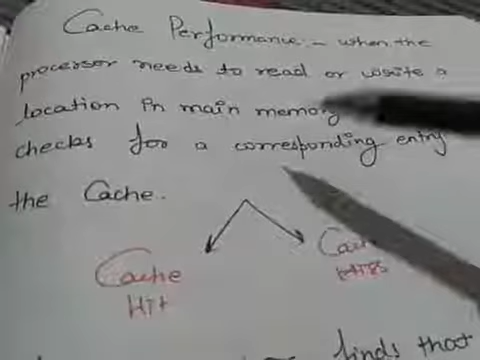 Cache Performance - when the
processor needs to read or write a
location in main memory
checks for a corresponding entry
the Cache.
Cache
Hit
finds that